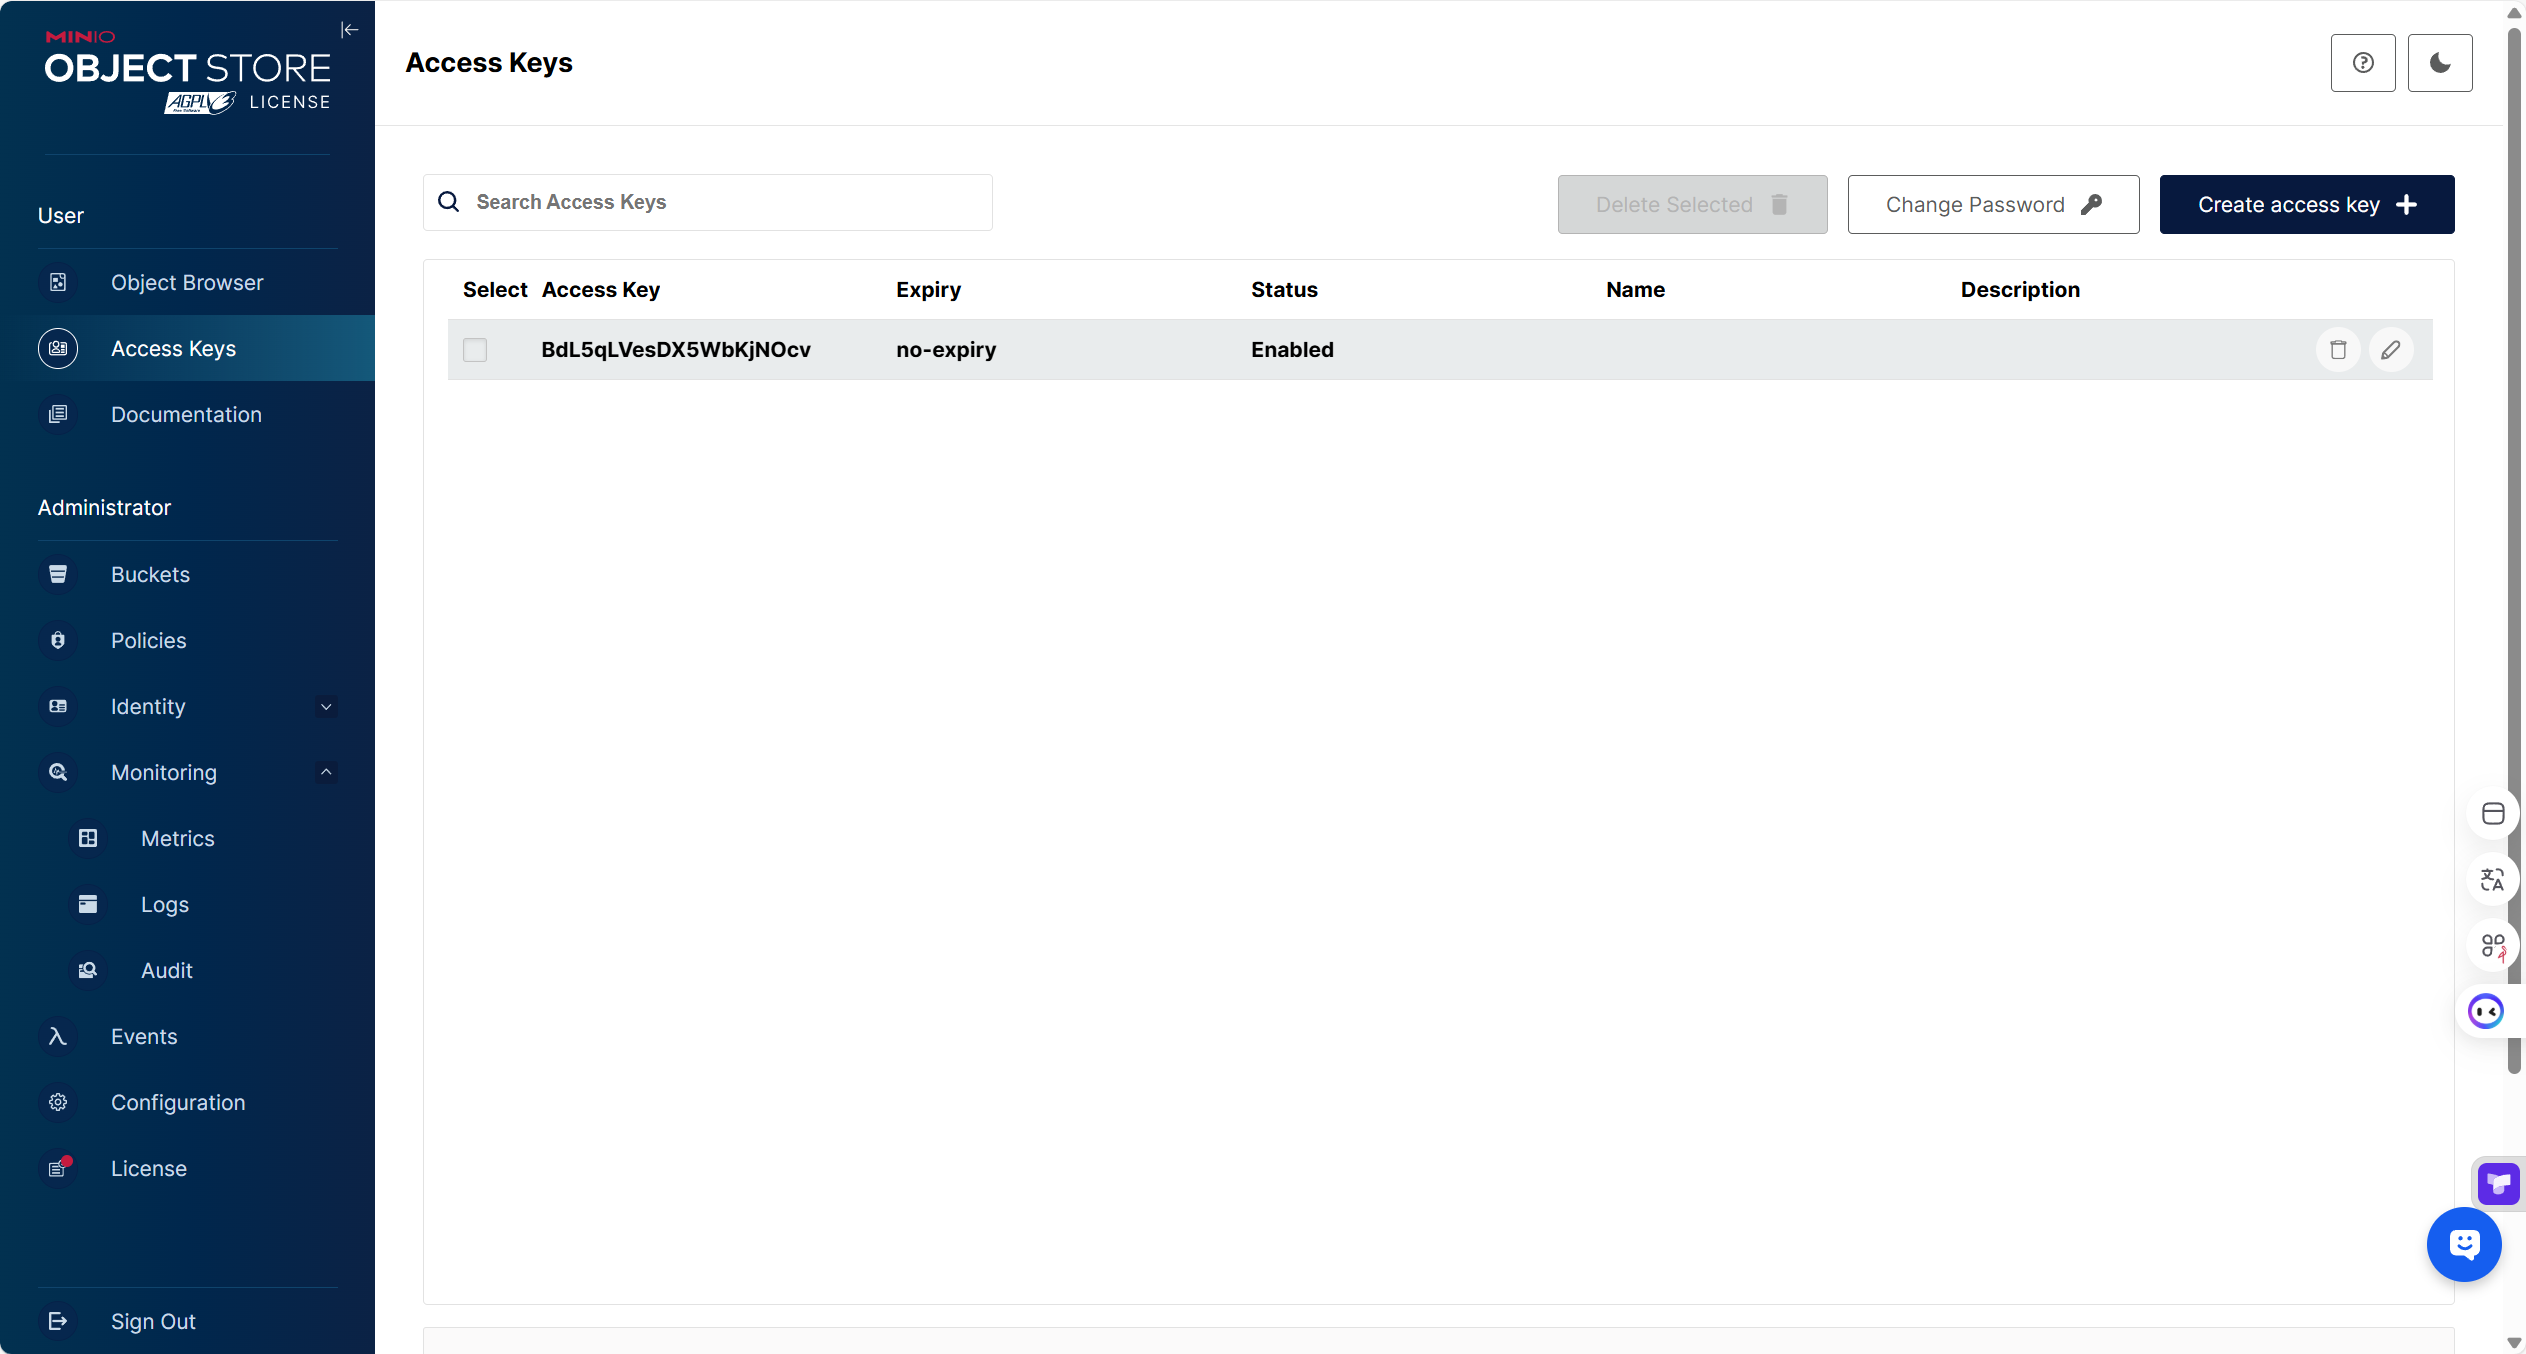 MINIO
OBJECT STORE
AGPL v3 LICENSE
Access Keys
User
Object Browser
Access Keys
Documentation
Administrator
Buckets
Policies
Identity
Monitoring
Metrics
Logs
Audit
Events
Configuration
License
Sign Out
Search Access Keys
Delete Selected
Change Password
Create access key
Select Access Key Expiry Status Name Description
BdL5qLVesDX5WbKjNOcv no-expiry Enabled